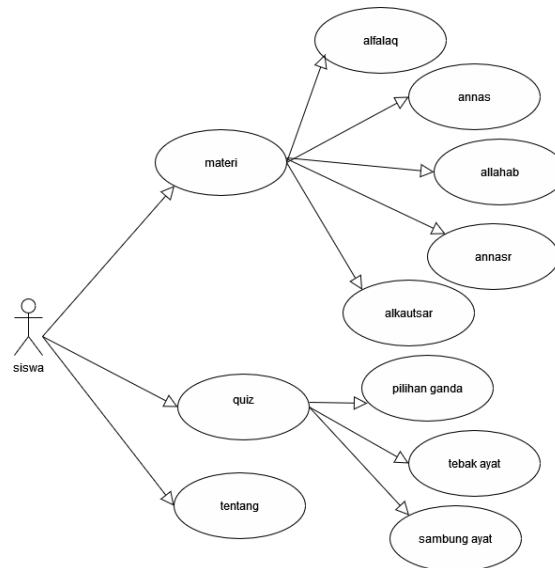 alfalaq
annas
materi
allahab
annasr
alkautsar
siswa
quiz
pilihan ganda
tebak ayat
tentang
sambung ayat